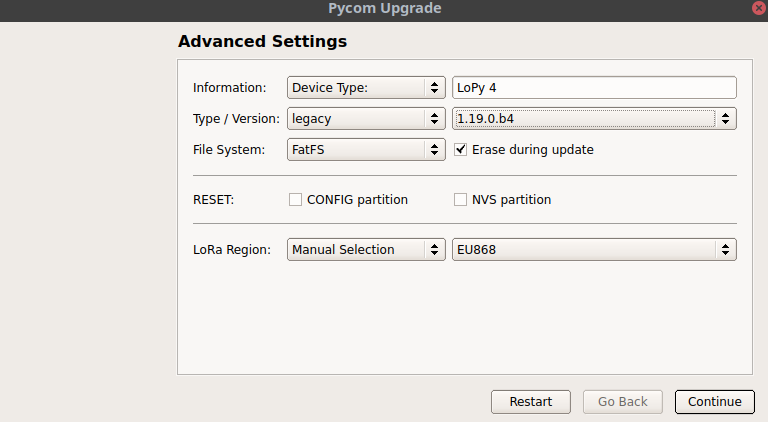 Pycom Upgrade
Advanced Settings
Information: Device Type: LoPy 4
Type / Version: legacy 1.19.0.b4
File System: FatFS Erase during update
RESET: CONFIG partition NVS partition
LoRa Region: Manual Selection EU868
Restart Go Back Continue